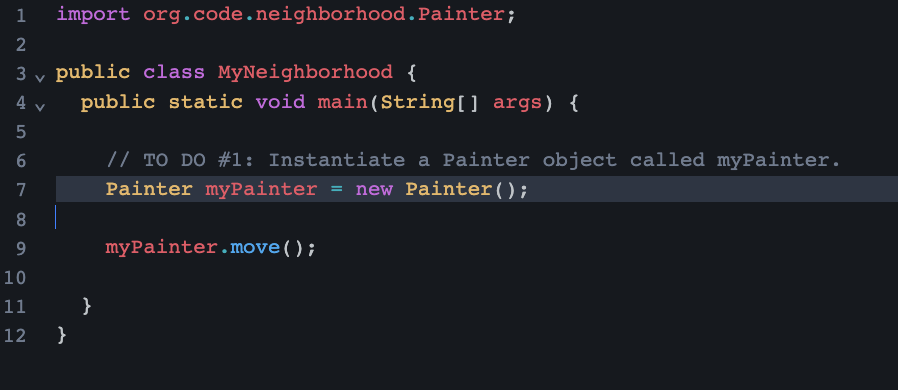 1 import org.code.neighborhood.Painter;
2
3 public class MyNeighborhood {
4 public static void main(String[] args) {
5
6 // TO DO #1: Instantiate a Painter object called myPainter.
7 Painter myPainter = new Painter();
8
9 myPainter.move();
10
11 }
12 }